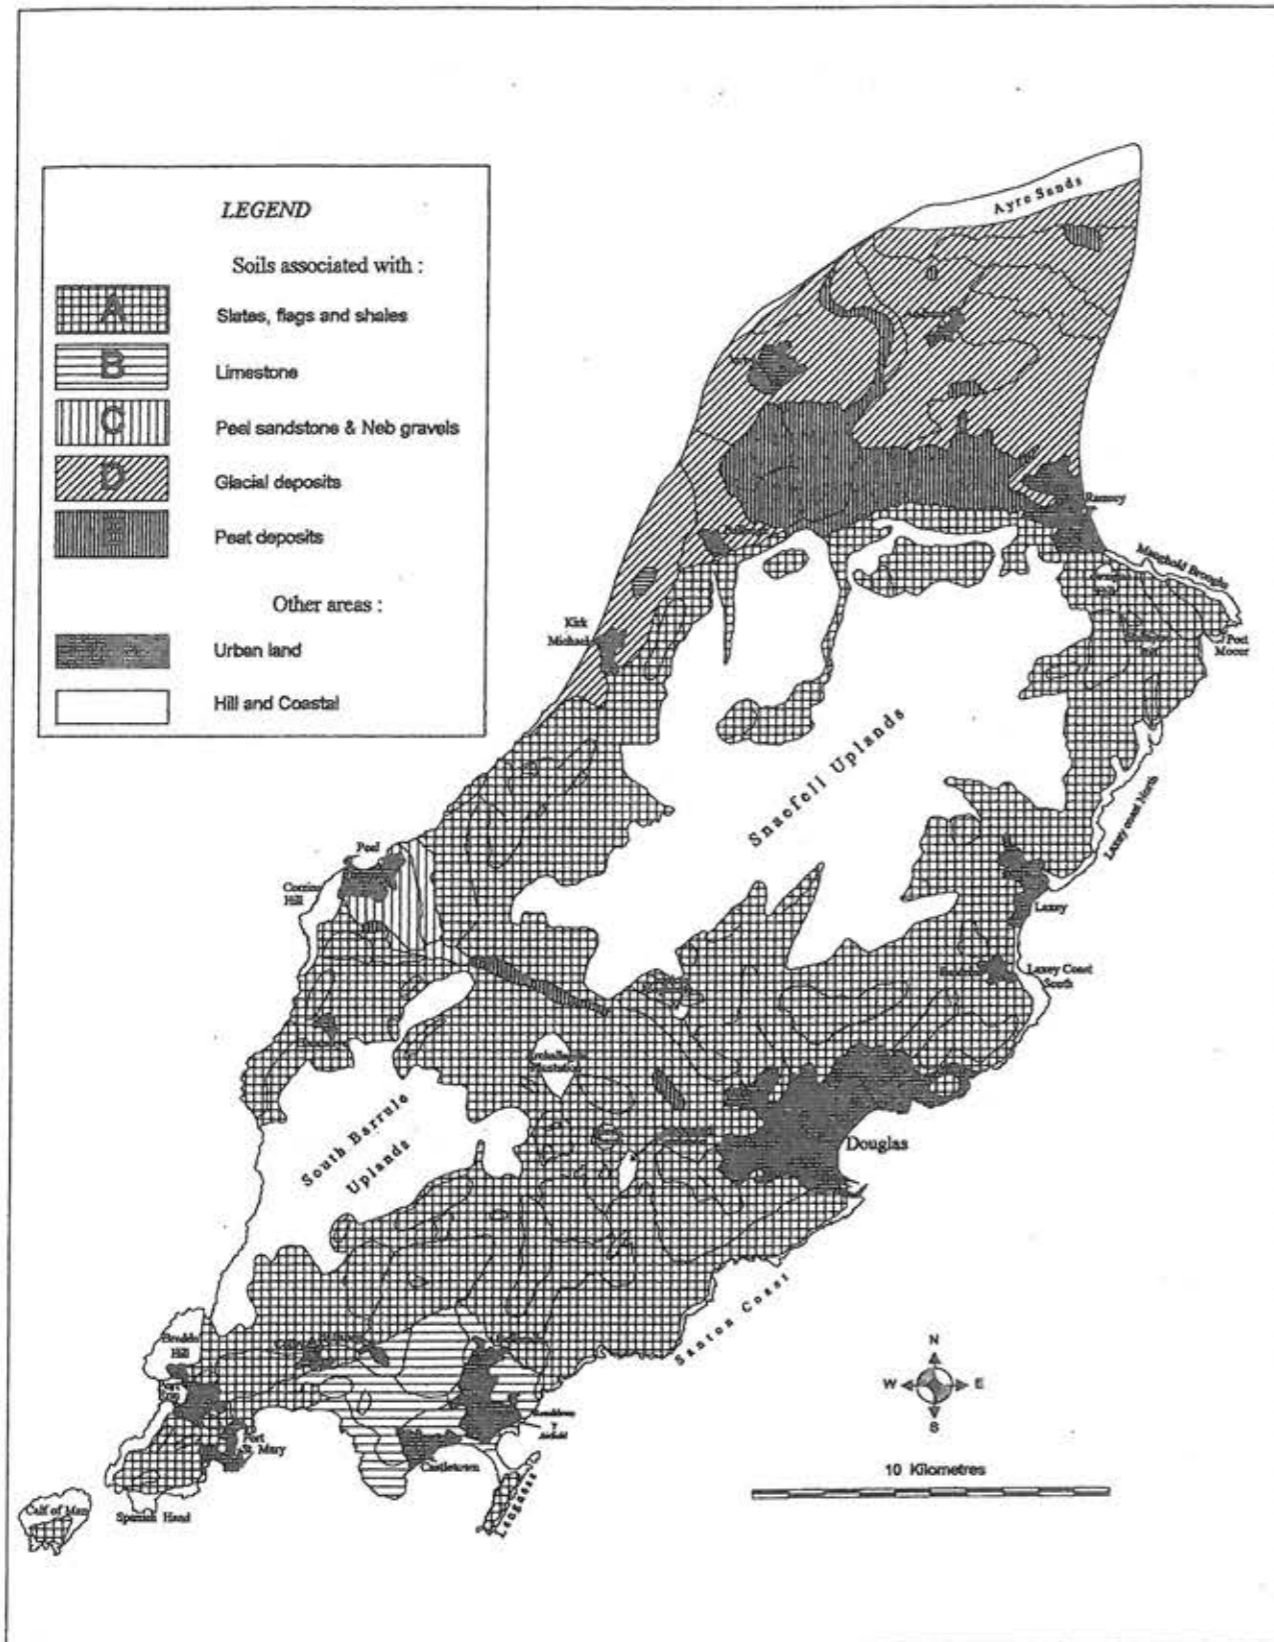 LEGEND
Soils associated with :
A
Slates, flags and shales
B
Limestone
C
Peel sandstone & Neb gravels
D
Glacial deposits
E
Peat deposits
Other areas :
Urban land
Hill and Coastal
Ayre Sands
Ramsey
Maughold Brooghs
Port
Mooar
Kirk
Michael
Snaefell Uplands
Laxey coast North
Peel
Corrins
Hill
Laxey
Laxey Coast
South
Plantation
Douglas
South Barrule
Uplands
Santon Coast
Bradda
Hill
Port
St. Mary
Castletown
Langness
Calf of Man
Spanish Head
N
W
E
S
10 Kilometres